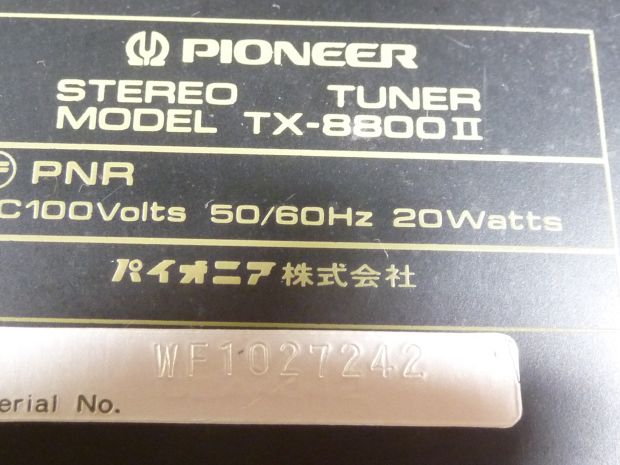 PIONEER
STEREO TUNER
MODEL TX-8800II
PNR
C100Volts 50/60Hz 20Watts
パイオニア株式会社
WF1027242
erial No.